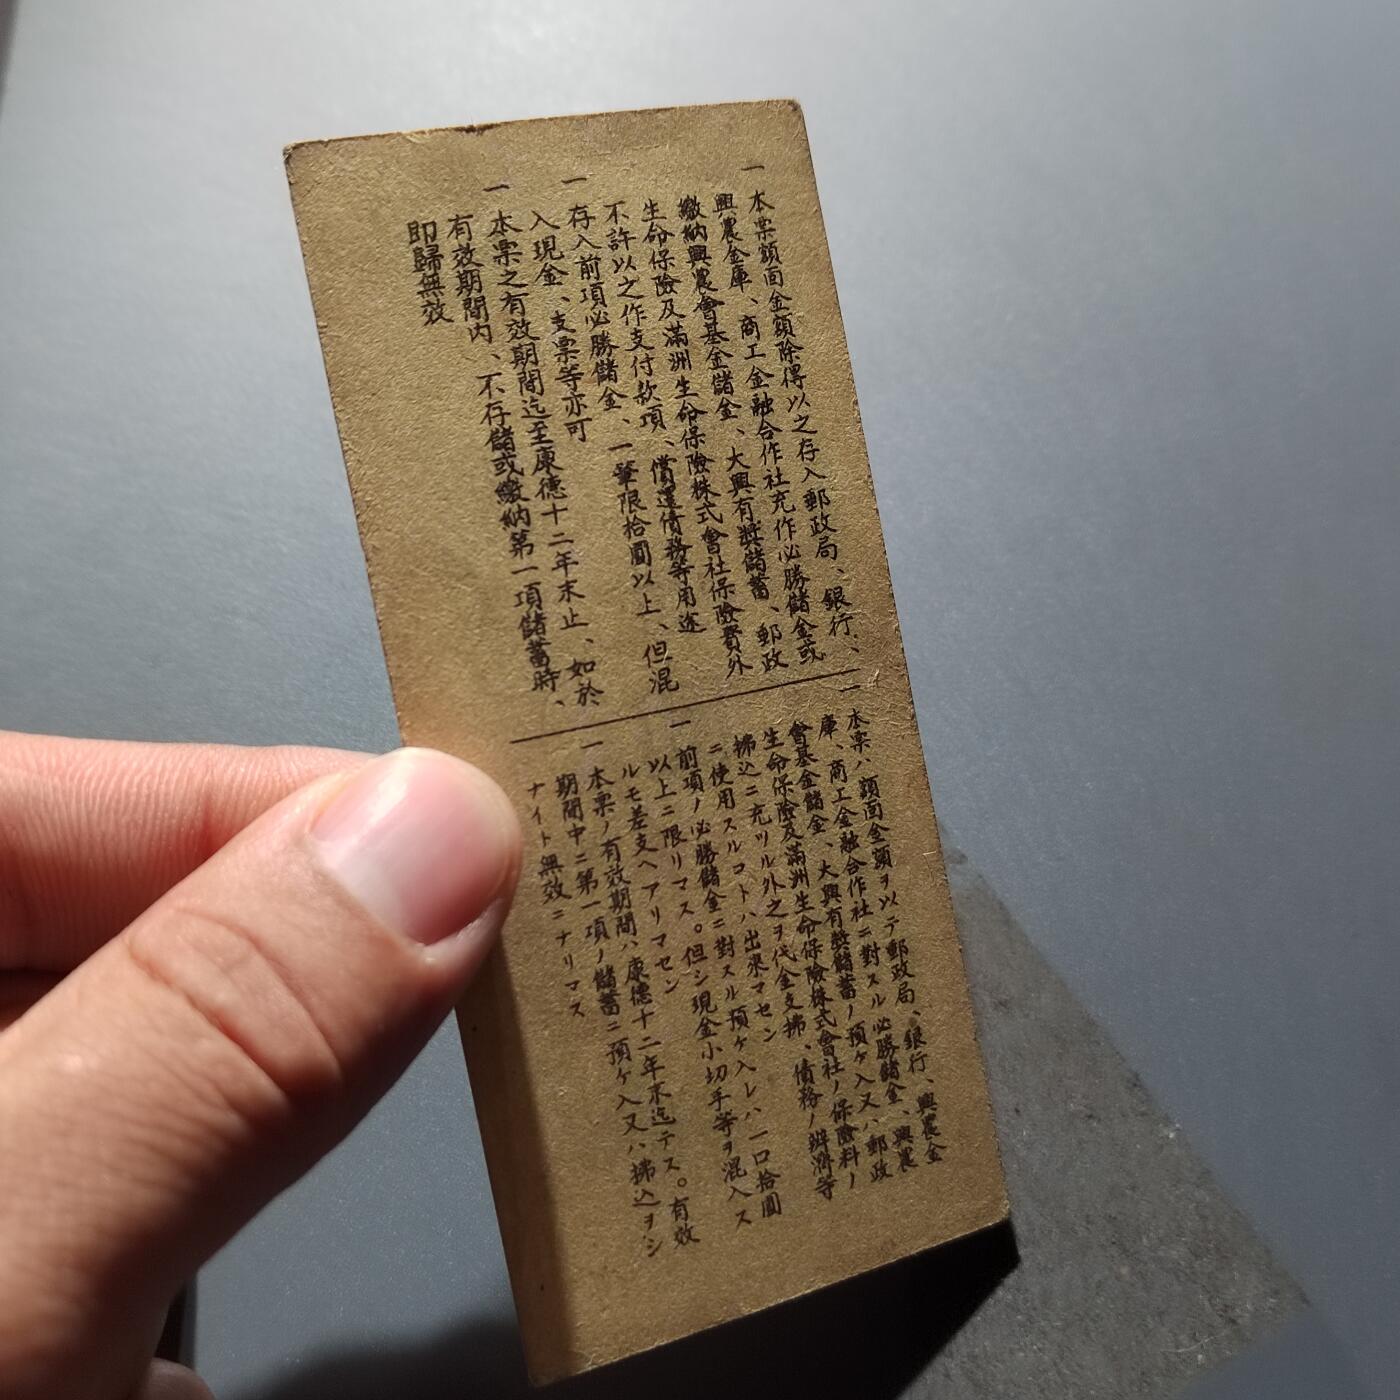 一 本票額面金額除得以之存入郵政局、銀行、
興農金庫、商工金融合作社充作必勝儲金或
繳納興農會基金儲金、大興有奬儲蓄、郵政
生命保險及滿洲生命保險株式會社保險費外
不許以之作支付款項、償還債務等用途
一 存入前項必勝儲金、一筆限拾圓以上、但混
入現金、支票等亦可
一 本票之有效期間迄至康德十二年末止、如於
有效期間内、不存儲或繳納第一項儲蓄時、
即歸無效
一 本票ハ額面金額ヲ以テ郵政局、銀行、興農金
庫、商工金融合作社ニ對スル必勝儲金、興農
會基金儲金、大興有奬儲蓄ノ預ケ入又ハ郵政
生命保險及滿洲生命保險株式會社ノ保險料ノ
拂込ニ充ツル外之ヲ代金支拂、債務ノ辨濟等
ニ使用スルコトハ出來マセン
一 前項ノ必勝儲金ニ對スル預ケ入レハ一口拾圓
以上ニ限リマス。但シ現金小切手等ヲ混入ス
ルモ差支ヘアリマセン
一 本票ノ有效期間ハ康德十二年末迄デス。有效
期間中ニ第一項ノ儲蓄ニ預ケ入又ハ拂込ヲシ
ナイト無效ニナリマス